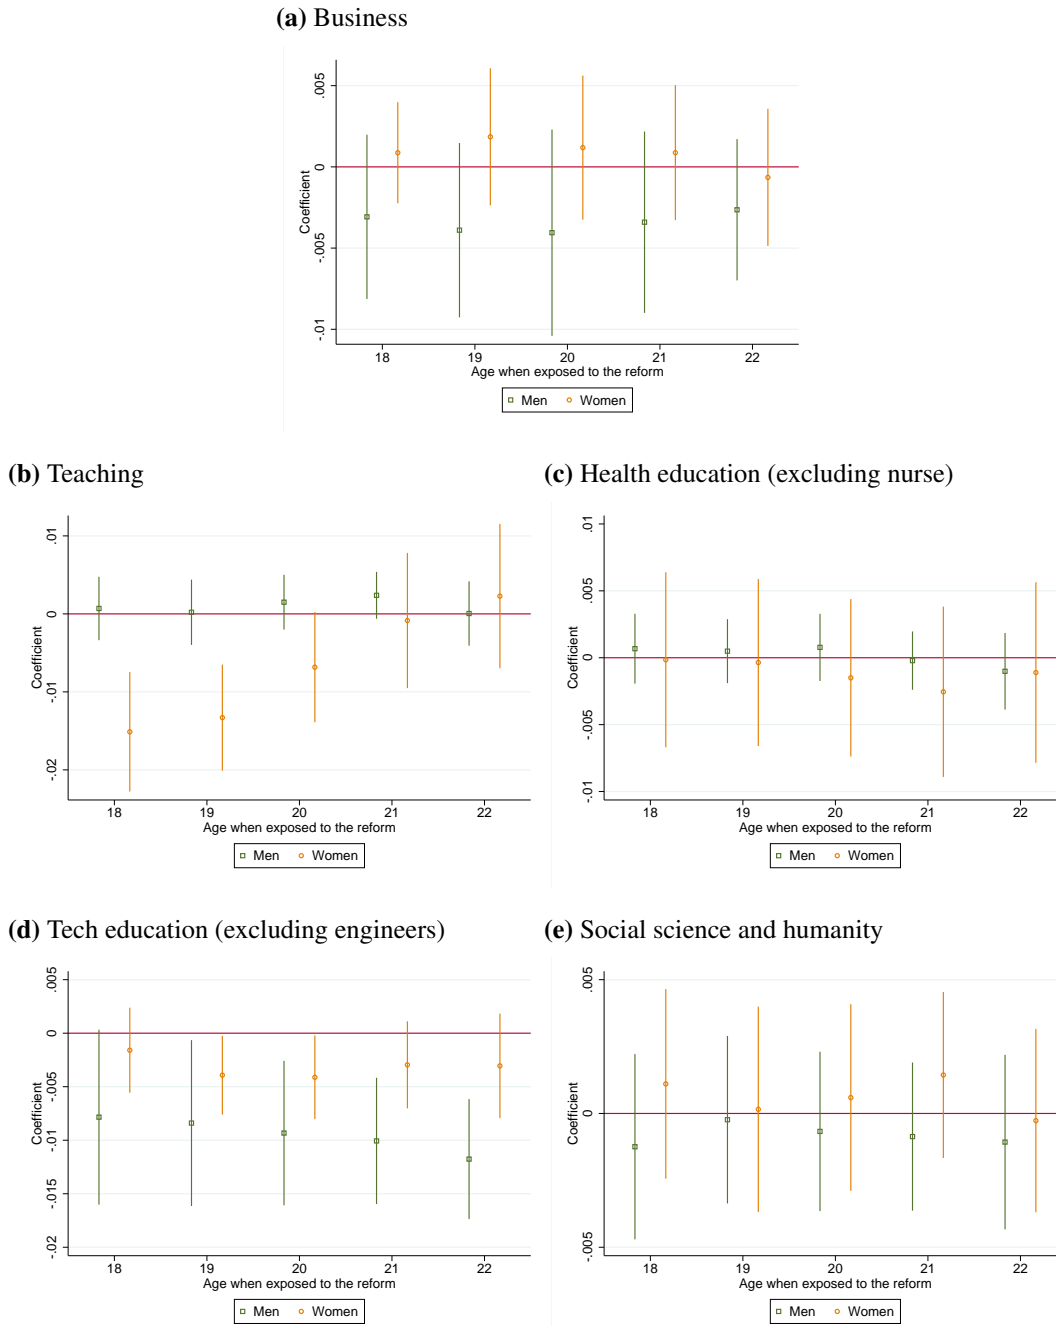 (a) Business
.005
0
-.005
-.01
Coefficient
18 19 20 21 22
Age when exposed to the reform
Men Women
(b) Teaching
.01
0
-.01
-.02
Coefficient
18 19 20 21 22
Age when exposed to the reform
Men Women
(c) Health education (excluding nurse)
.01
.005
0
-.005
-.01
Coefficient
18 19 20 21 22
Age when exposed to the reform
Men Women
(d) Tech education (excluding engineers)
.005
0
-.005
-.01
-.015
-.02
Coefficient
18 19 20 21 22
Age when exposed to the reform
Men Women
(e) Social science and humanity
.005
0
-.005
Coefficient
18 19 20 21 22
Age when exposed to the reform
Men Women